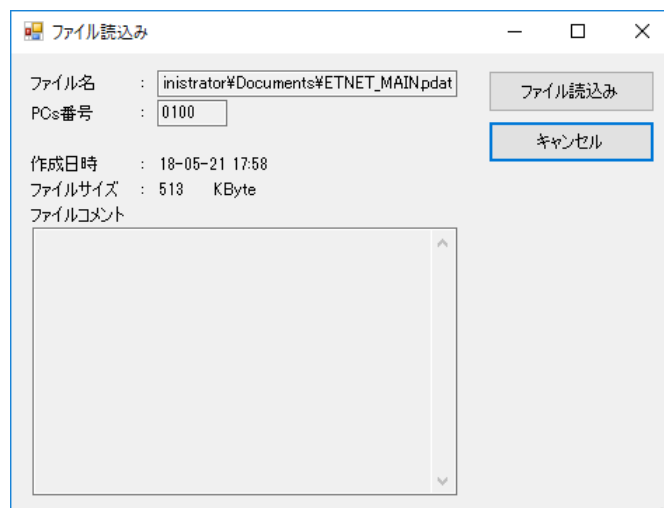 ファイル読込み
ファイル名 : inistrator¥Documents¥ETNET_MAIN.pdat
ファイル読込み
PCs番号 : 0100
キャンセル
作成日時 : 18-05-21 17:58
ファイルサイズ : 513 KByte
ファイルコメント